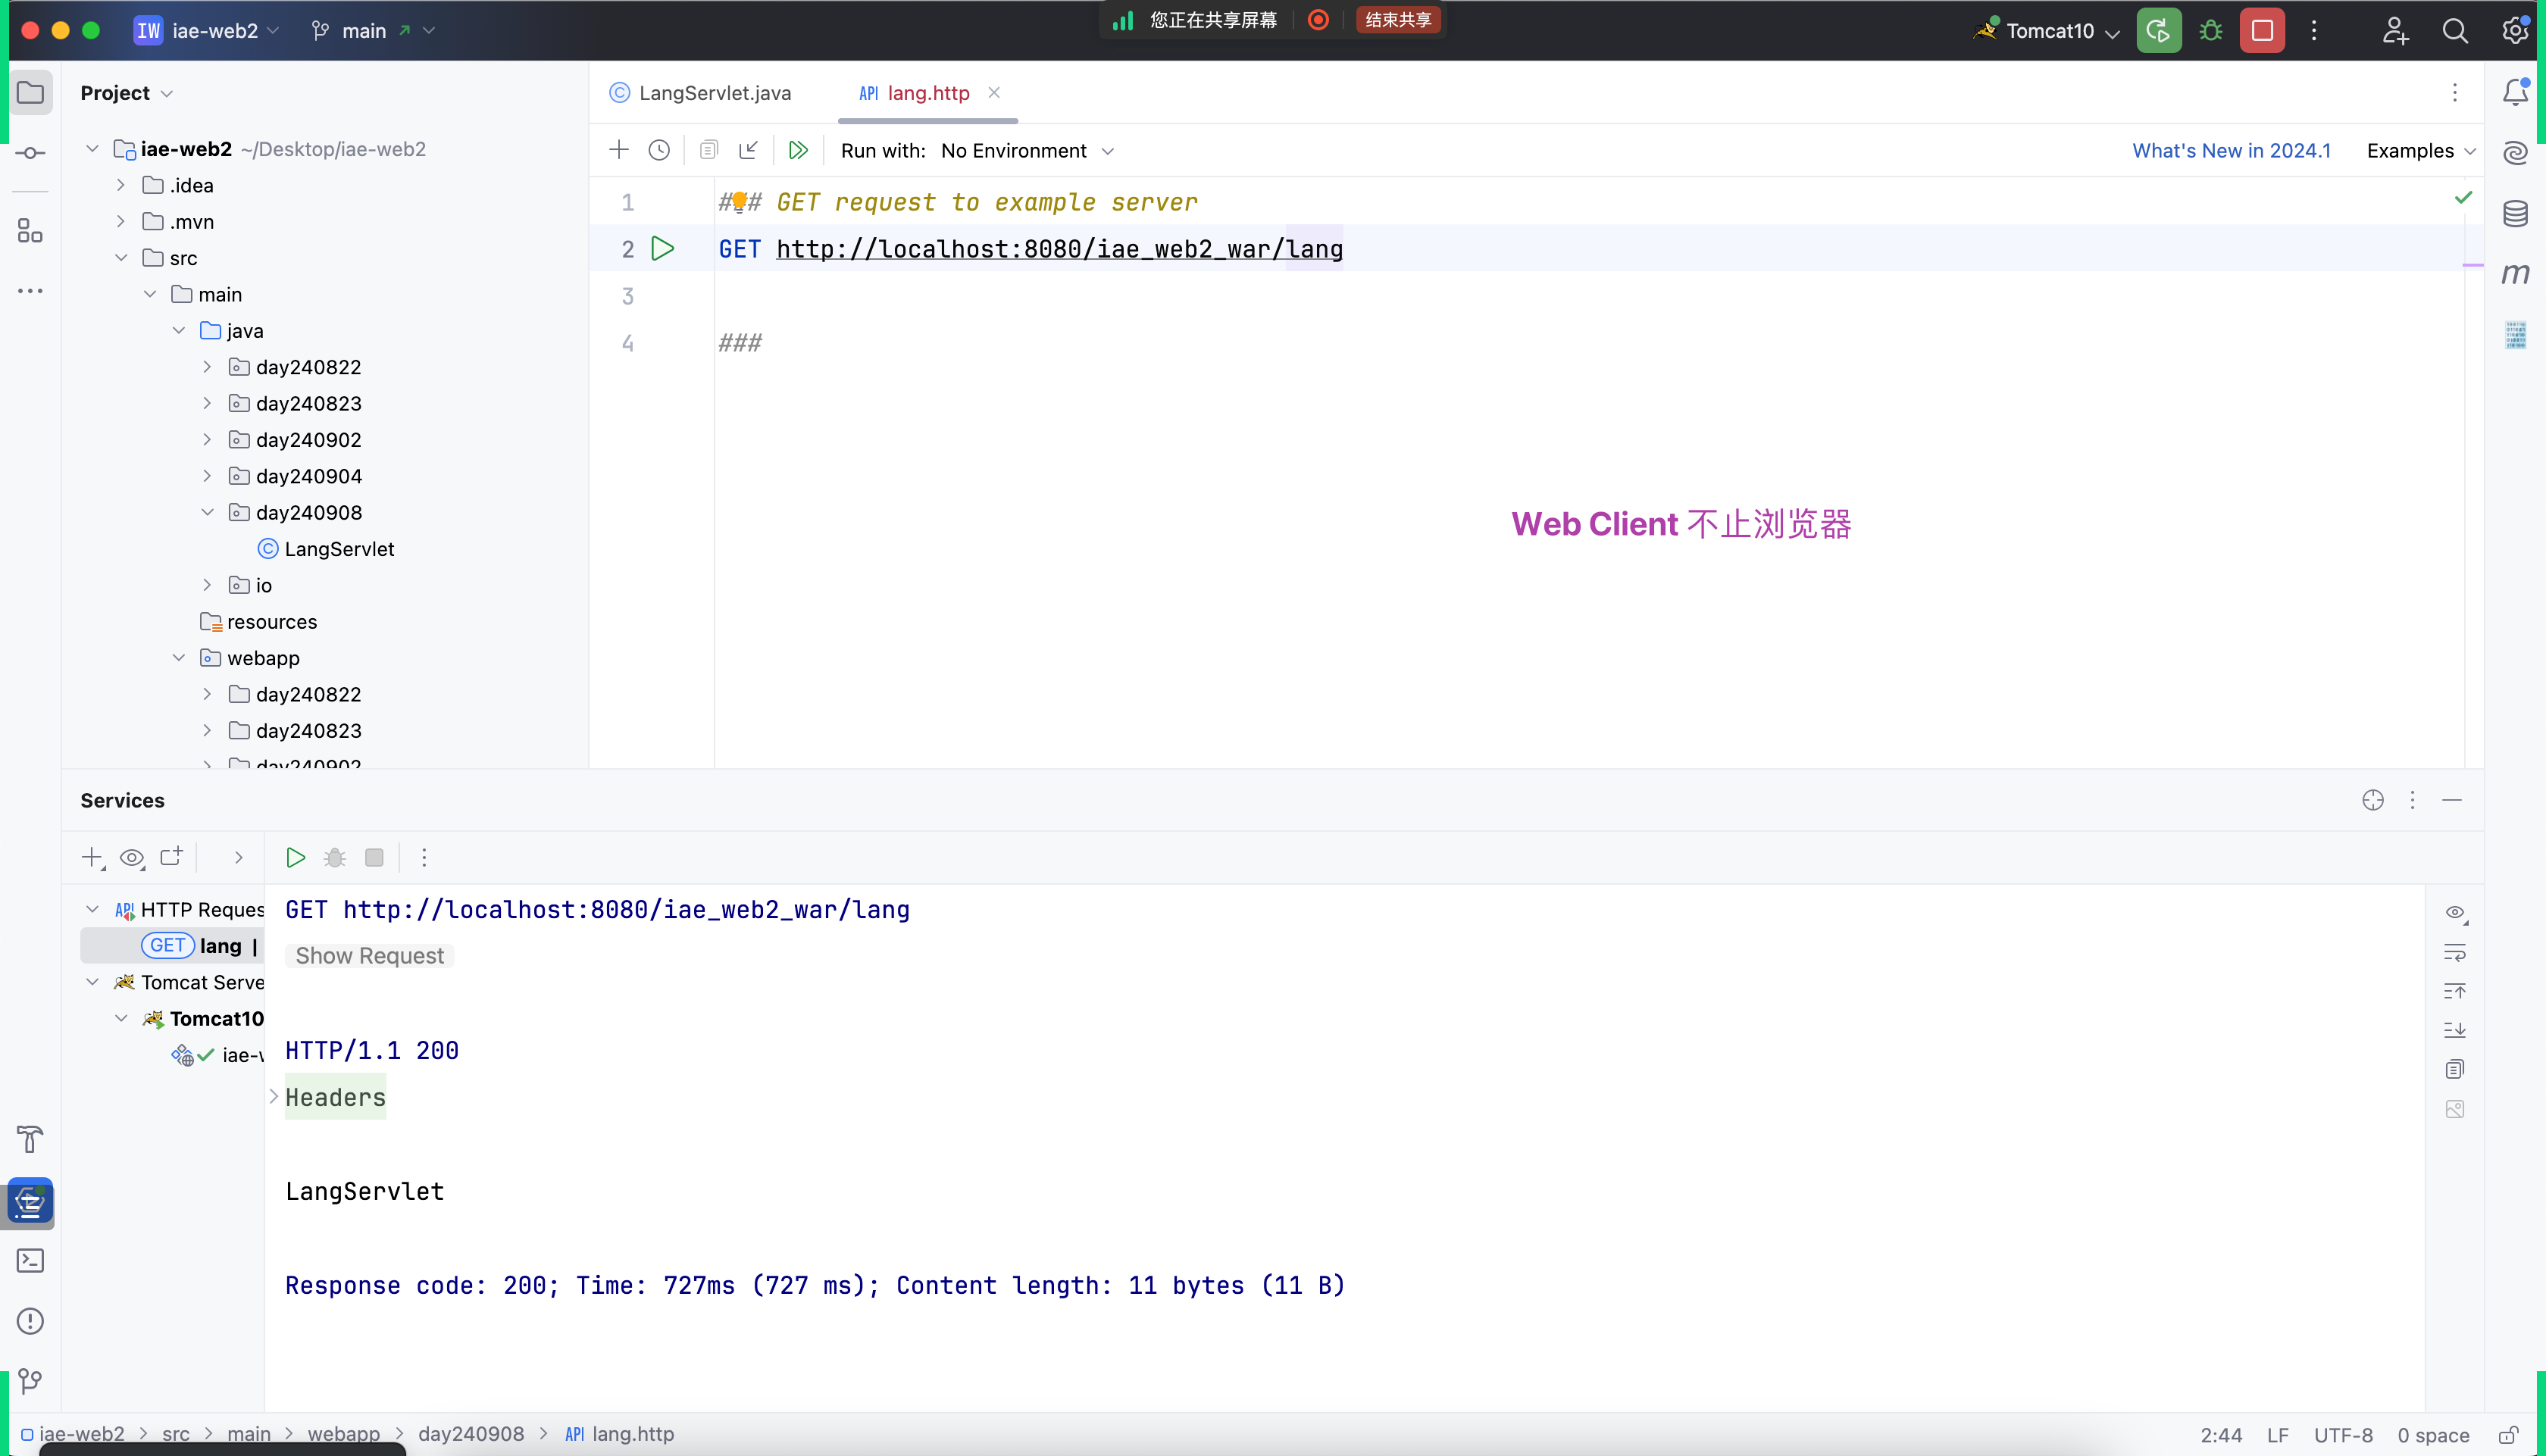 IW iae-web2 main
您正在共享屏幕 结束共享
Tomcat10
Project
LangServlet.java
API lang.http
iae-web2 ~/Desktop/iae-web2
.idea
.mvn
src
main
java
day240822
day240823
day240902
day240904
day240908
LangServlet
io
resources
webapp
day240822
day240823
day240902
Run with: No Environment
What's New in 2024.1 Examples
1 ### GET request to example server
2 GET http://localhost:8080/iae_web2_war/lang
3
4 ###
Web Client 不止浏览器
m
Services
API HTTP Reques
GET lang |
Tomcat Serve
Tomcat10
iae-w
GET http://localhost:8080/iae_web2_war/lang
Show Request
HTTP/1.1 200
Headers
LangServlet
Response code: 200; Time: 727ms (727 ms); Content length: 11 bytes (11 B)
iae-web2 > src > main > webapp > day240908 > API lang.http
2:44 LF UTF-8 0 space